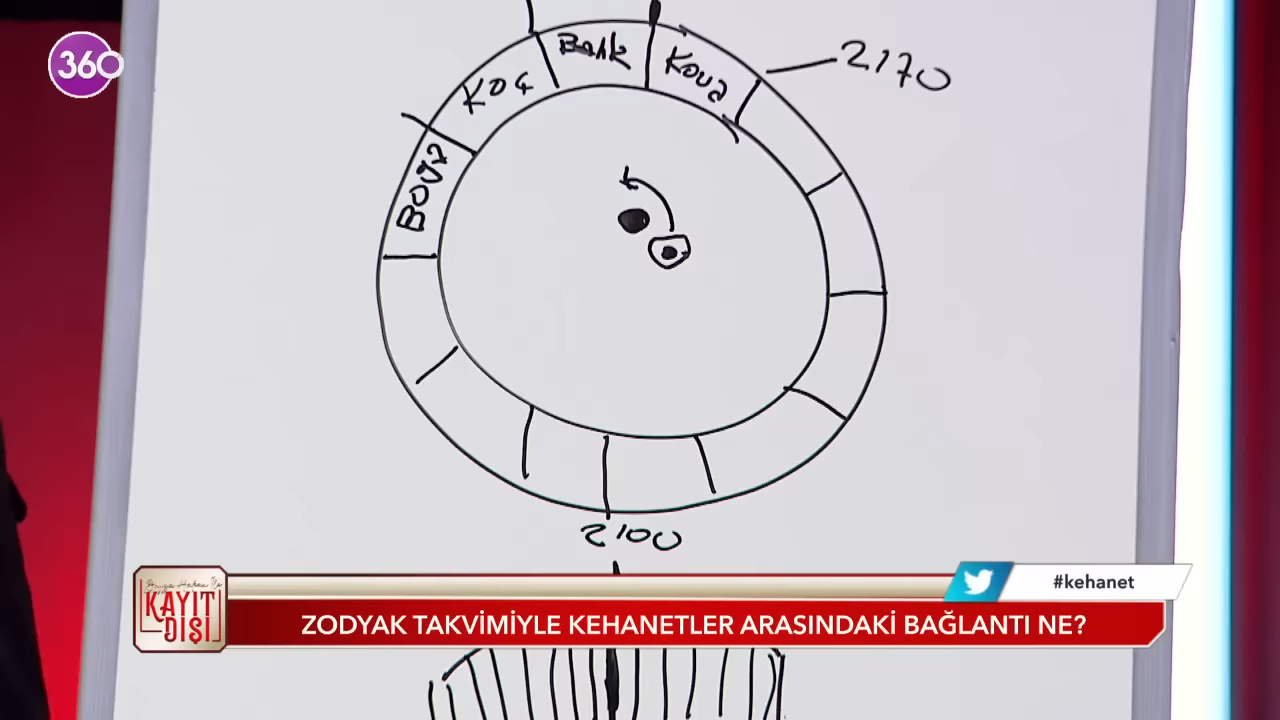 360
Koç
Balık
Kova
2170
BOĞA
2100
#kehanet
KAYIT
DIŞI
ZODYAK TAKVİMİYLE KEHANETLER ARASINDAKİ BAĞLANTI NE?